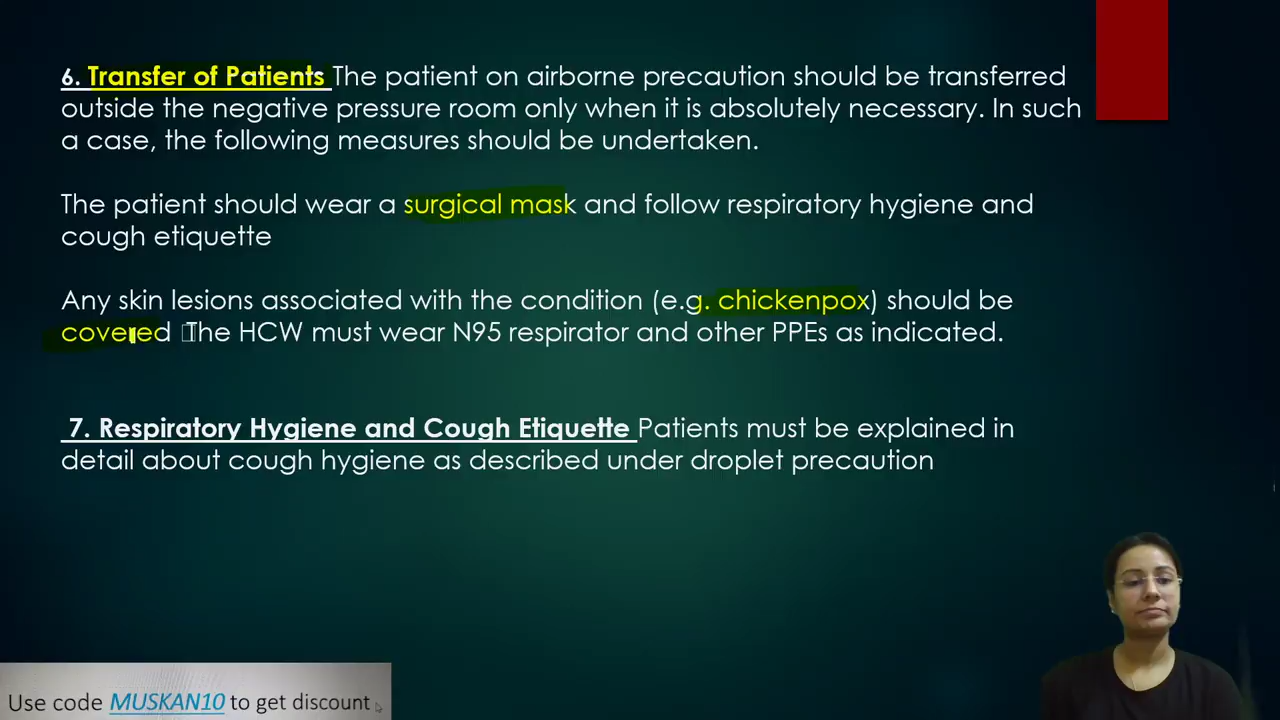 6. Transfer of Patients The patient on airborne precaution should be transferred
outside the negative pressure room only when it is absolutely necessary. In such
a case, the following measures should be undertaken.
The patient should wear a surgical mask and follow respiratory hygiene and
cough etiquette
Any skin lesions associated with the condition (e.g. chickenpox) should be
covered The HCW must wear N95 respirator and other PPEs as indicated.
7. Respiratory Hygiene and Cough Etiquette Patients must be explained in
detail about cough hygiene as described under droplet precaution
Use code MUSKAN10 to get discount